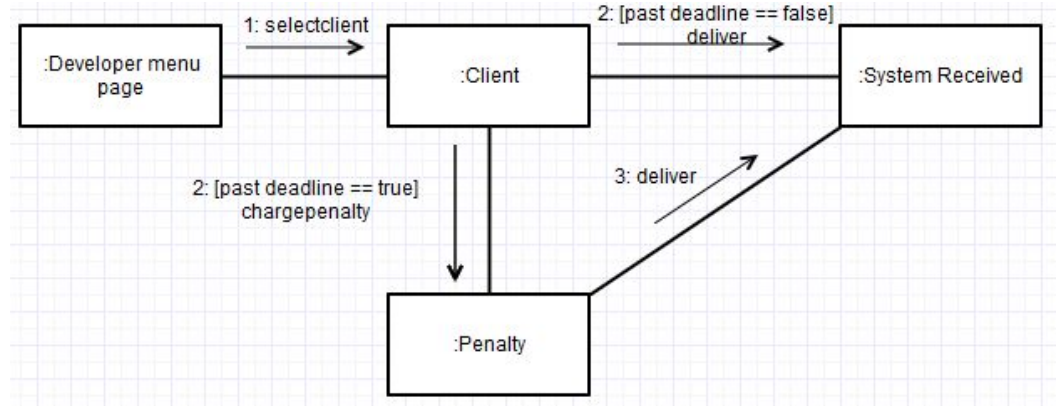 1: selectclient
2: [past deadline == false]
deliver
:Developer menu
page
:Client
:System Received
2: [past deadline == true]
chargepenalty
3: deliver
:Penalty